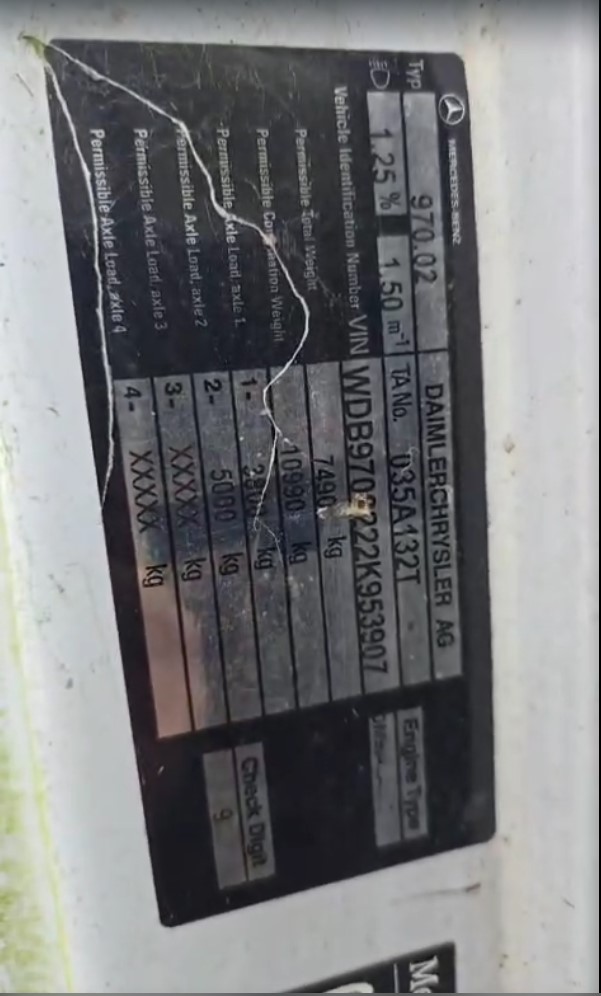 MERCEDES-BENZ
Typ 970.02 DAIMLERCHRYSLER AG
1.25 % 1.50 m⁻¹ TA No. 035A132T
Engine Type
Vehicle Identification Number VIN
Permissible Total Weight 7490 kg
Permissible Combination Weight 10990 kg
Permissible Axle Load, axle 1 1- kg
Permissible Axle Load, axle 2 2- 5000 kg
Permissible Axle Load, axle 3 3- XXXXX kg
Permissible Axle Load, axle 4 4- XXXXX kg
Check Digit
9